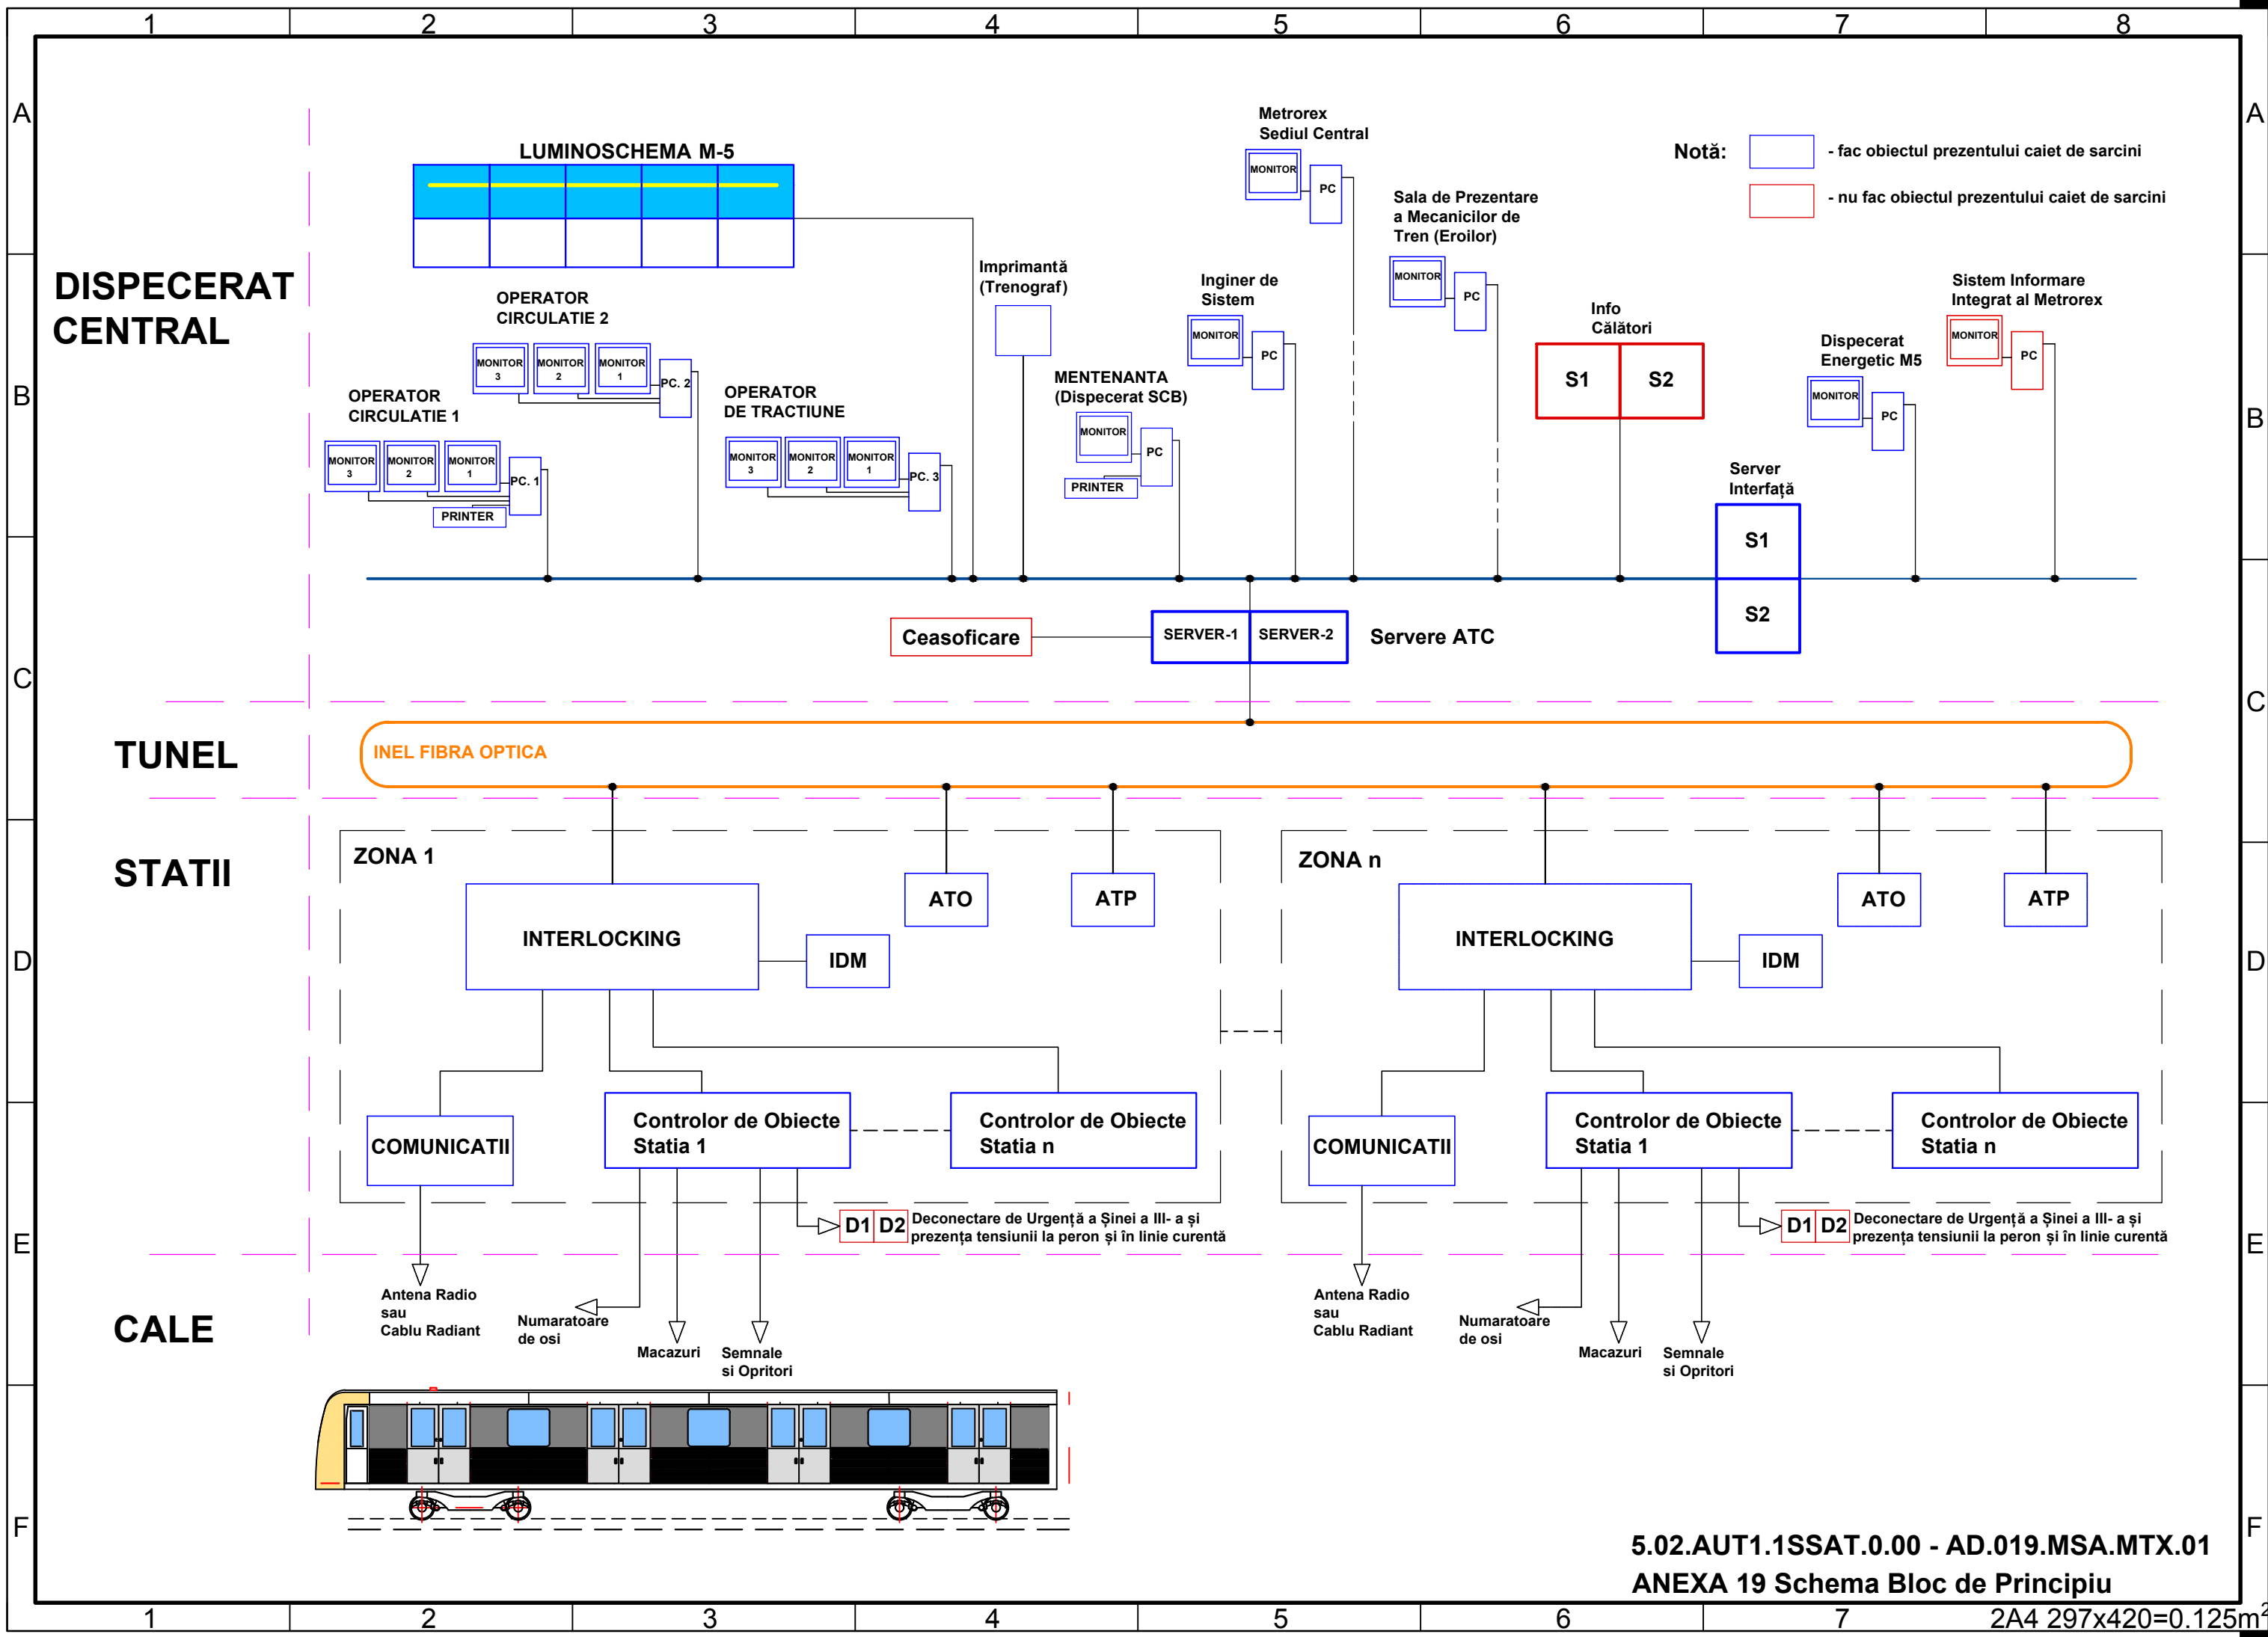 1 2 3 4 5 6 7 8
A
A
B
B
C
C
D
D
E
E
F
F
DISPECERAT
CENTRAL
LUMINOSCHEMA M-5
Metrorex
Sediul Central
MONITOR
PC
Sala de Prezentare
a Mecanicilor de
Tren (Eroilor)
MONITOR
PC
Notă:
- fac obiectul prezentului caiet de sarcini
- nu fac obiectul prezentului caiet de sarcini
OPERATOR
CIRCULATIE 2
MONITOR
3
MONITOR
2
MONITOR
1
PC. 2
OPERATOR
CIRCULATIE 1
MONITOR
3
MONITOR
2
MONITOR
1
PC. 1
PRINTER
OPERATOR
DE TRACTIUNE
MONITOR
3
MONITOR
2
MONITOR
1
PC. 3
Imprimantă
(Trenograf)
MENTENANTA
(Dispecerat SCB)
MONITOR
PC
PRINTER
Inginer de
Sistem
MONITOR
PC
Info
Călători
S1
S2
Server
Interfaţă
S1
S2
Dispecerat
Energetic M5
MONITOR
PC
Sistem Informare
Integrat al Metrorex
MONITOR
PC
Ceasoficare
SERVER-1
SERVER-2
Servere ATC
TUNEL
INEL FIBRA OPTICA
STATII
ZONA 1
INTERLOCKING
IDM
ATO
ATP
COMUNICATII
Controlor de Obiecte
Statia 1
Controlor de Obiecte
Statia n
D1 D2
Deconectare de Urgenţă a Şinei a III- a şi
prezenţa tensiunii la peron şi în linie curentă
ZONA n
INTERLOCKING
IDM
ATO
ATP
COMUNICATII
Controlor de Obiecte
Statia 1
Controlor de Obiecte
Statia n
D1 D2
Deconectare de Urgenţă a Şinei a III- a şi
prezenţa tensiunii la peron şi în linie curentă
CALE
Antena Radio
sau
Cablu Radiant
Numaratoare
de osi
Macazuri
Semnale
si Opritori
Antena Radio
sau
Cablu Radiant
Numaratoare
de osi
Macazuri
Semnale
si Opritori
5.02.AUT1.1SSAT.0.00 - AD.019.MSA.MTX.01
ANEXA 19 Schema Bloc de Principiu
1 2 3 4 5 6 7
2A4 297x420=0.125m²